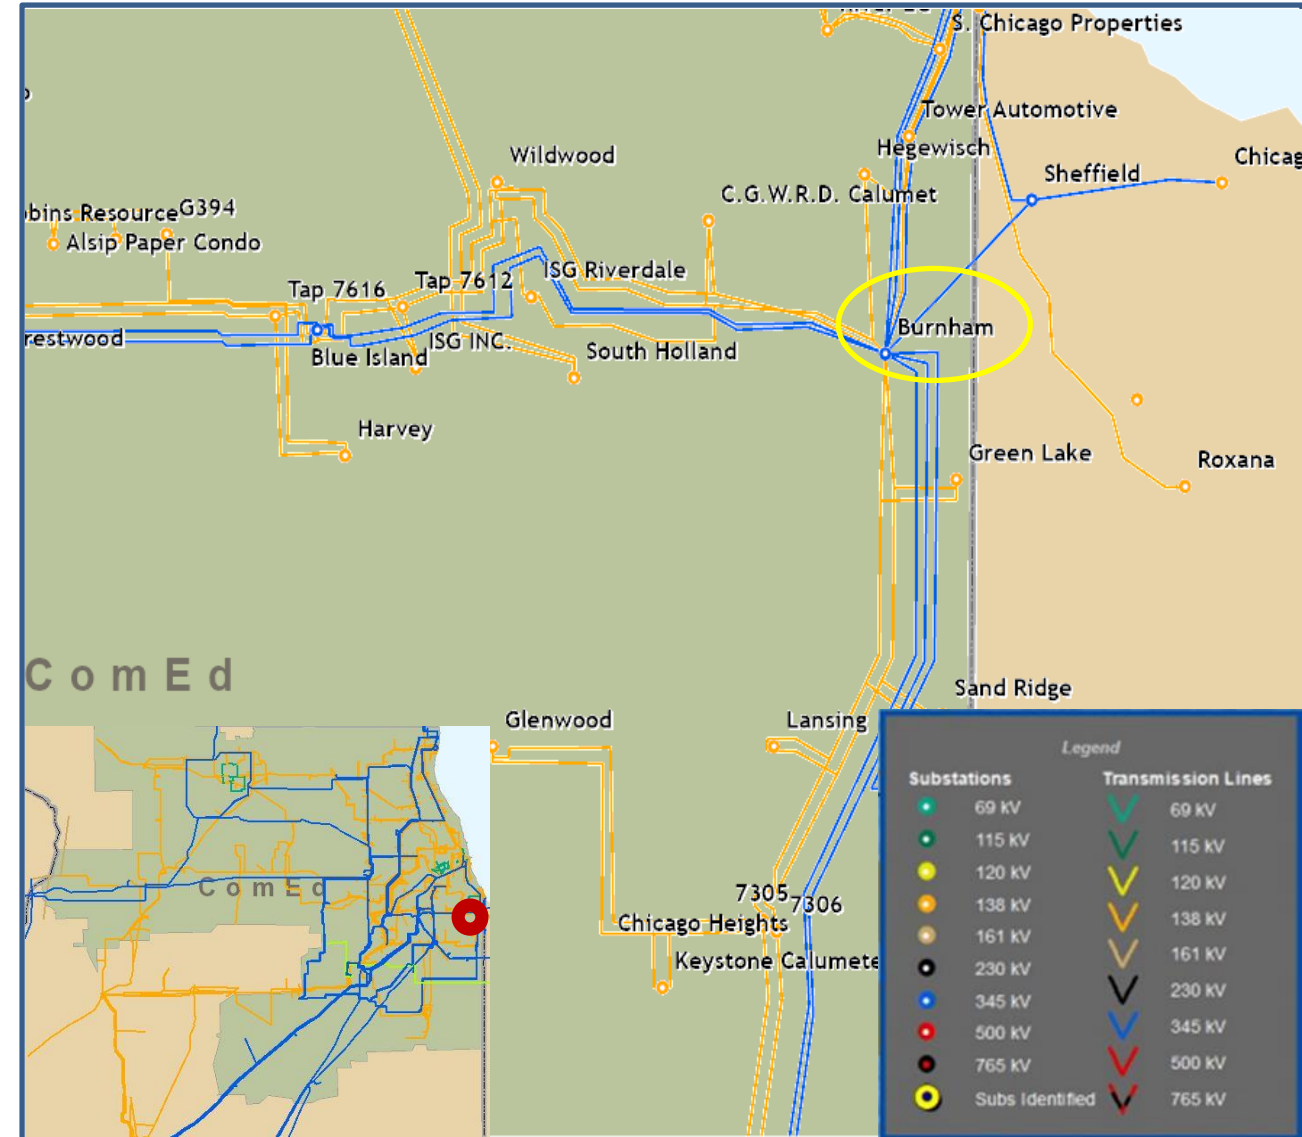 S. Chicago Properties
Tower Automotive
Hegewisch
Wildwood
Sheffield
Chicag
C.G.W.R.D. Calumet
bins Resource
G394
Alsip Paper Condo
Tap 7616
Tap 7612
ISG Riverdale
restwood
Blue Island
ISG INC.
South Holland
Burnham
Harvey
Green Lake
Roxana
ComEd
Sand Ridge
Glenwood
Lansing
ComEd
7305
7306
Chicago Heights
Keystone Calumete
Legend
Substations
Transmission Lines
69 kV
69 kV
115 kV
115 kV
120 kV
120 kV
138 kV
138 kV
161 kV
161 kV
230 kV
230 kV
345 kV
345 kV
500 kV
500 kV
765 kV
765 kV
Subs Identified